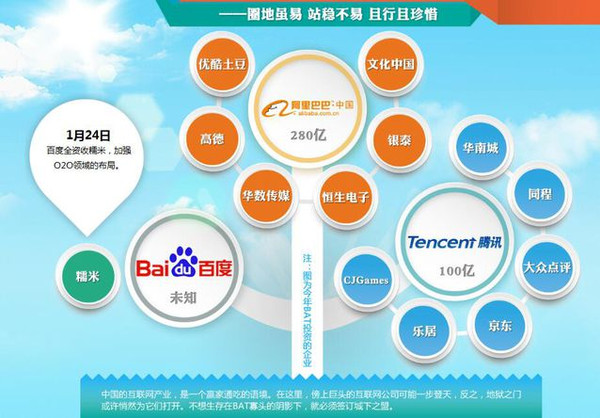 ——圈地虽易 站稳不易 且行且珍惜
优酷土豆
文化中国
阿里巴巴·中国
alibaba.com.cn
280亿
高德
银泰
华数传媒
恒生电子
1月24日
百度全资收糯米，加强
O2O领域的布局。
糯米
Bai du 百度
未知
注：图为今年BAT投资的企业
华南城
同程
Tencent 腾讯
100亿
大众点评
CJGames
乐居
京东
中国的互联网产业，是一个赢家通吃的语境。在这里，傍上巨头的互联网公司可能一步登天，反之，地狱之门
或许悄然为它们打开。不想生存在BAT寡头的阴影下，就必须签订城下之盟。